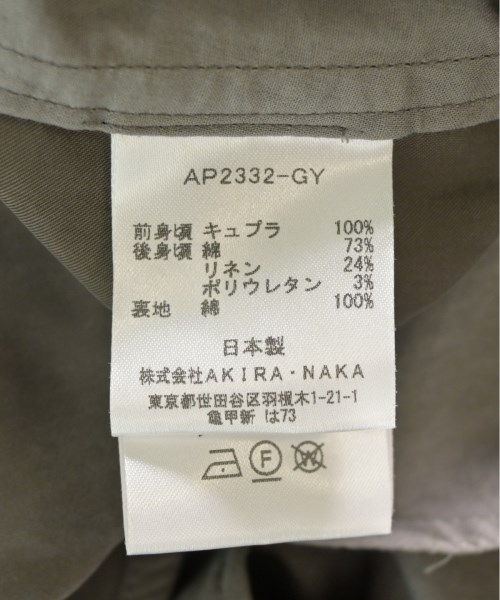 AP2332-GY
前身頃 キュプラ 100%
後身頃 綿 73%
リネン 24%
ポリウレタン 3%
裏地 綿 100%
日本製
株式会社AKIRA・NAKA
東京都世田谷区羽根木1-21-1
亀甲新 は73
F
W